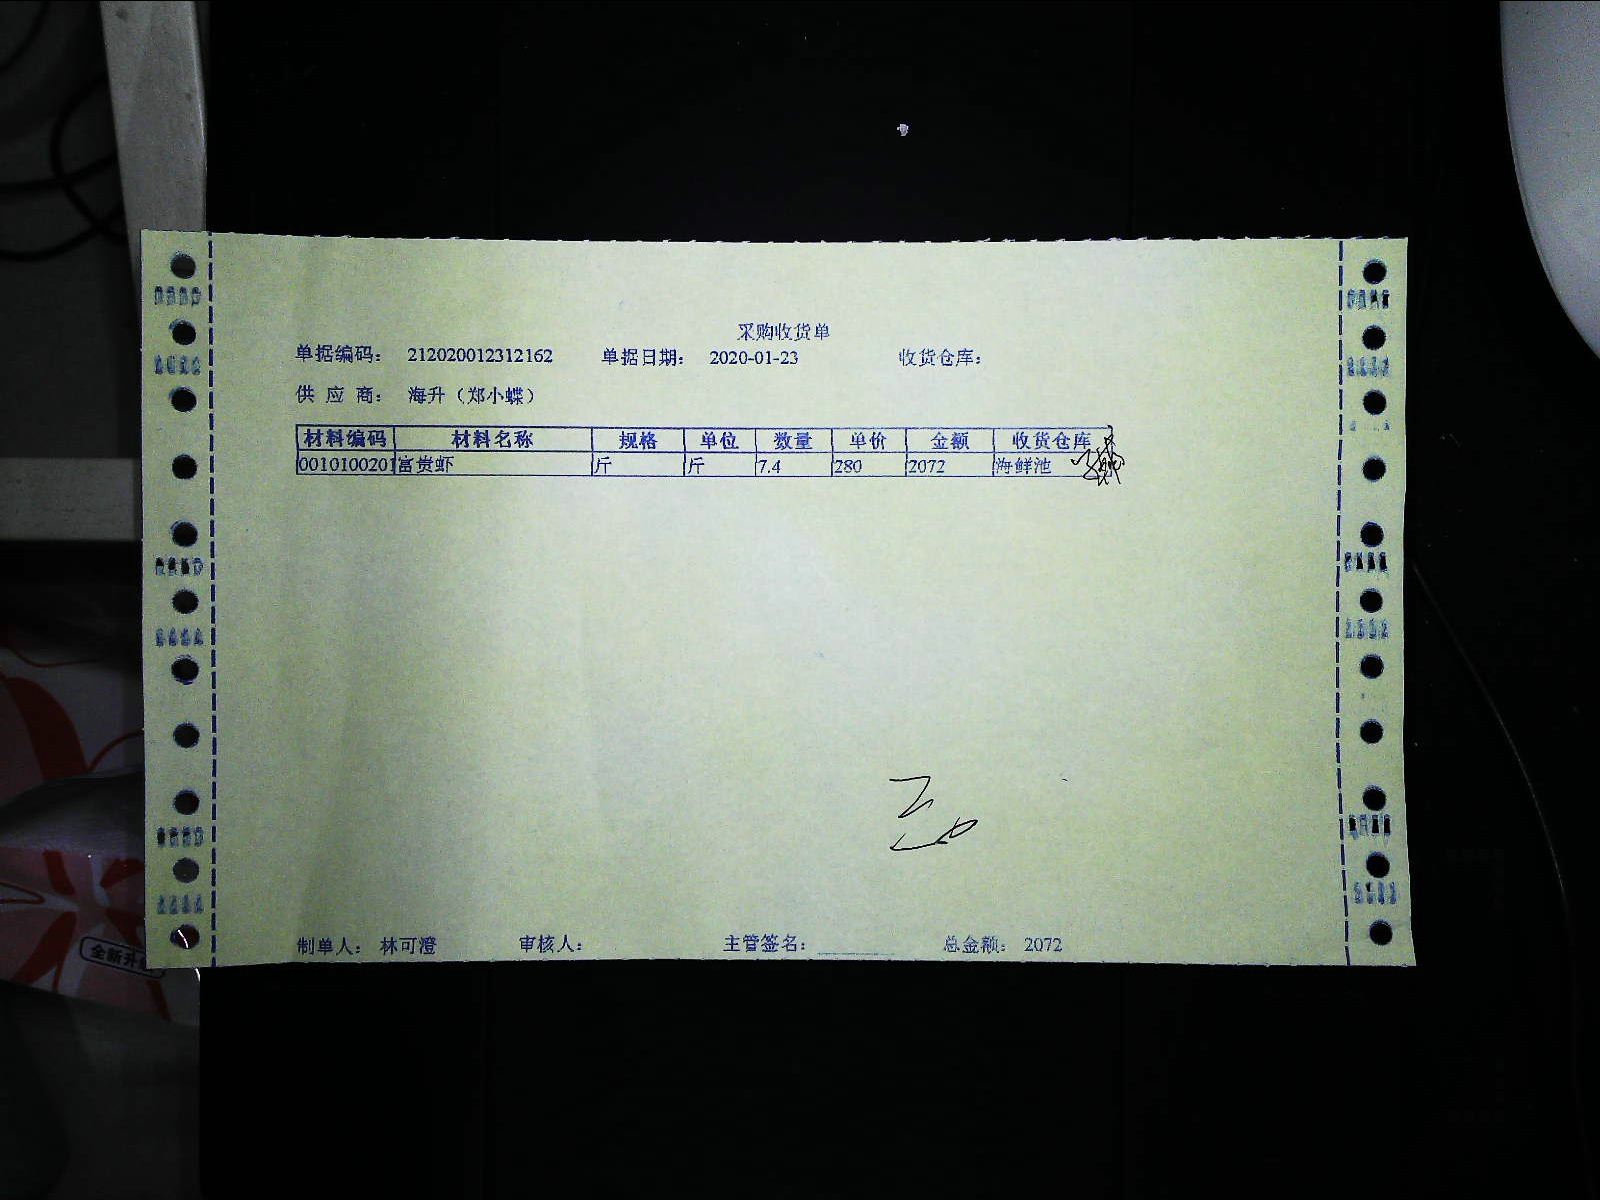 采购收货单
单据编码： 212020012312162 单据日期： 2020-01-23 收货仓库：
供 应 商： 海升（郑小蝶）
材料编码 材料名称 规格 单位 数量 单价 金额 收货仓库
0010100201 富贵虾 斤 斤 7.4 280 2072 海鲜池
制单人： 林可澄 审核人： 主管签名： 总金额： 2072
全新升